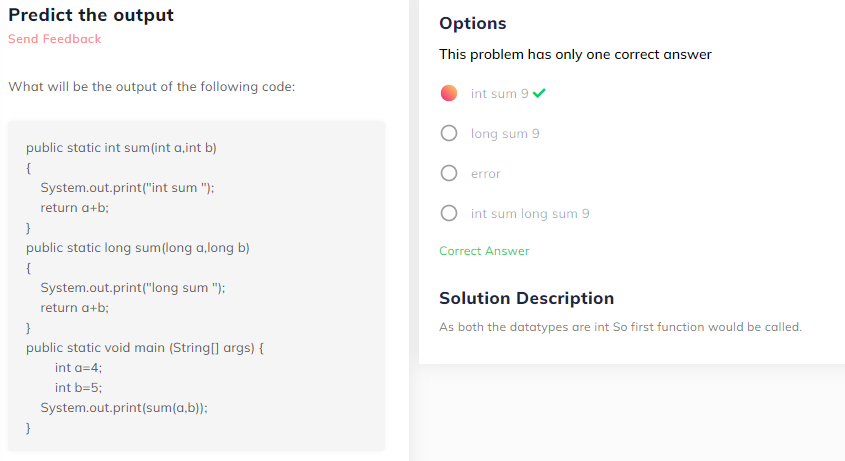 Predict the output
Send Feedback
What will be the output of the following code:
public static int sum(int a,int b)
{
System.out.print("int sum ");
return a+b;
}
public static long sum(long a,long b)
{
System.out.print("long sum ");
return a+b;
}
public static void main (String[] args) {
int a=4;
int b=5;
System.out.print(sum(a,b));
}
Options
This problem has only one correct answer
int sum 9
long sum 9
error
int sum long sum 9
Correct Answer
Solution Description
As both the datatypes are int So first function would be called.